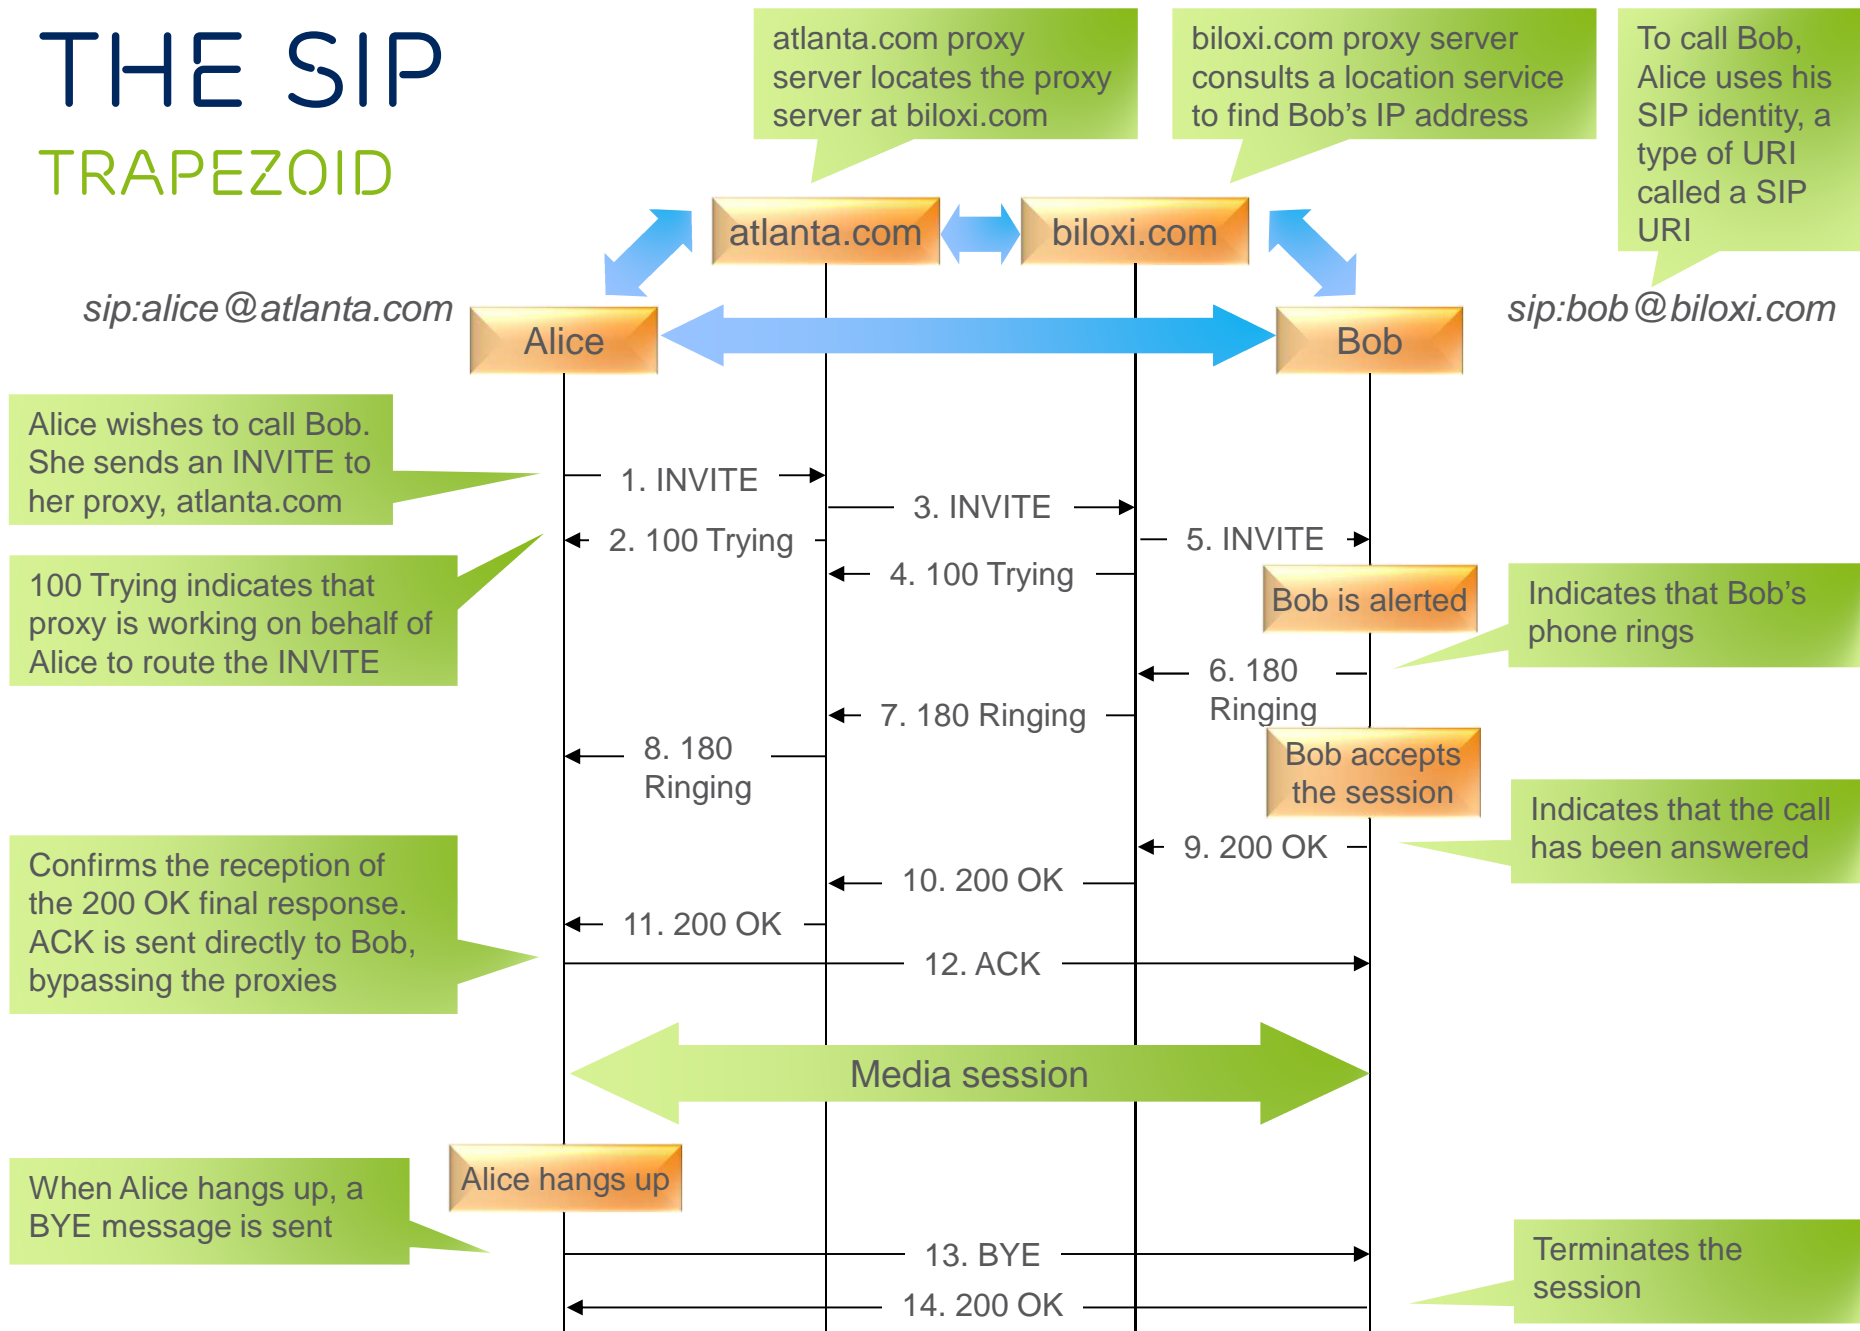 THE SIP
TRAPEZOID
atlanta.com proxy
server locates the proxy
server at biloxi.com
biloxi.com proxy server
consults a location service
to find Bob's IP address
To call Bob,
Alice uses his
SIP identity, a
type of URI
called a SIP
URI
atlanta.com
biloxi.com
sip:alice@atlanta.com
sip:bob@biloxi.com
Alice
Bob
Alice wishes to call Bob.
She sends an INVITE to
her proxy, atlanta.com
1. INVITE
3. INVITE
2. 100 Trying
5. INVITE
4. 100 Trying
100 Trying indicates that
proxy is working on behalf of
Alice to route the INVITE
Bob is alerted
Indicates that Bob's
phone rings
6. 180
Ringing
7. 180 Ringing
8. 180
Ringing
Bob accepts
the session
Indicates that the call
has been answered
9. 200 OK
10. 200 OK
11. 200 OK
Confirms the reception of
the 200 OK final response.
ACK is sent directly to Bob,
bypassing the proxies
12. ACK
Media session
Alice hangs up
When Alice hangs up, a
BYE message is sent
13. BYE
Terminates the
session
14. 200 OK